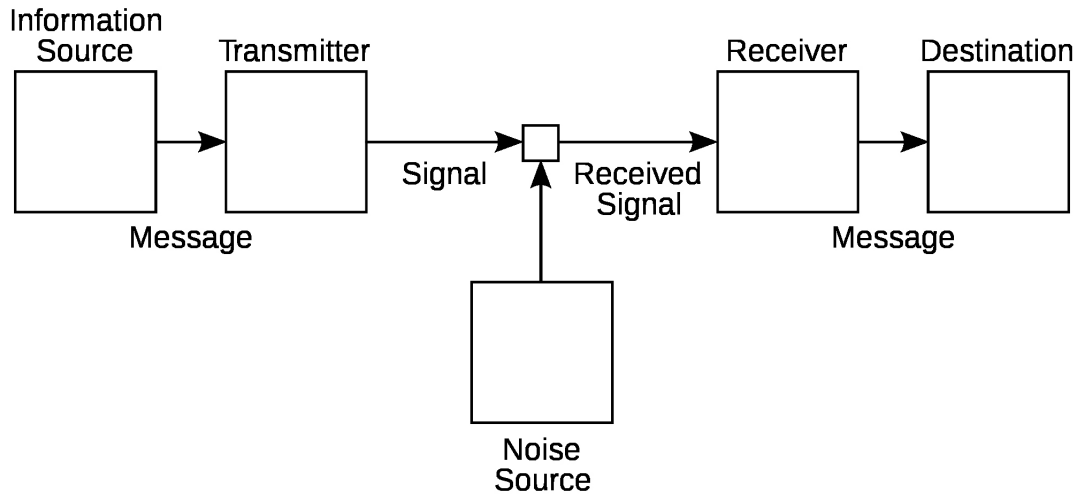 Information
Source
Transmitter
Receiver
Destination
Signal
Received
Signal
Message
Message
Noise
Source